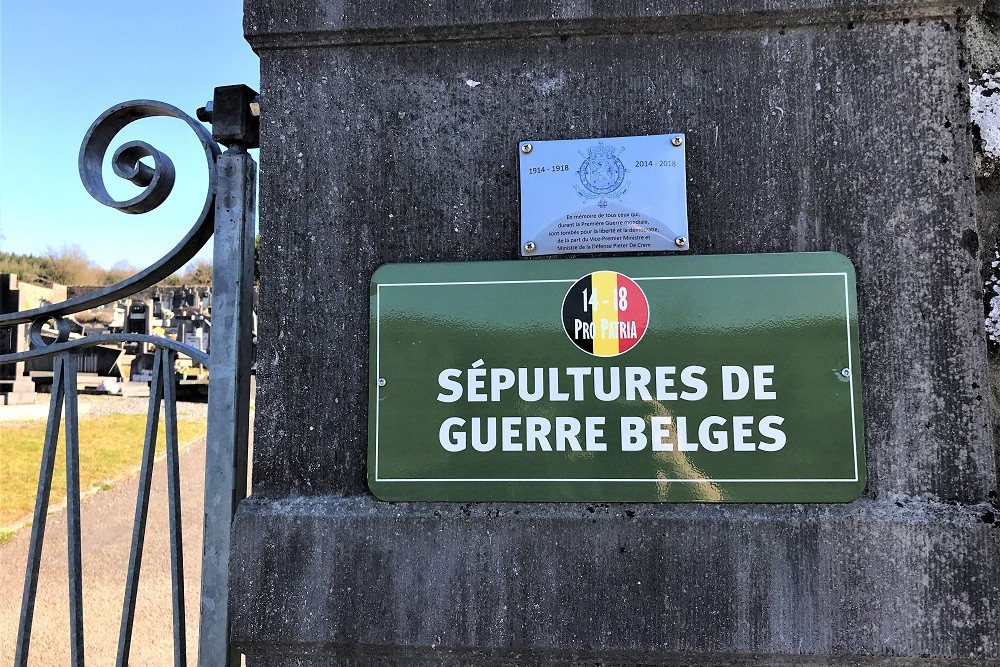 1914 - 1918
2014 - 2018
En mémoire de tous ceux qui,
durant la Première Guerre mondiale,
sont tombés pour la liberté et la démocratie,
de la part du Vice-Premier Ministre et
Ministre de la Défense Pieter De Crem
14 - 18
PRO PATRIA
SÉPULTURES DE
GUERRE BELGES